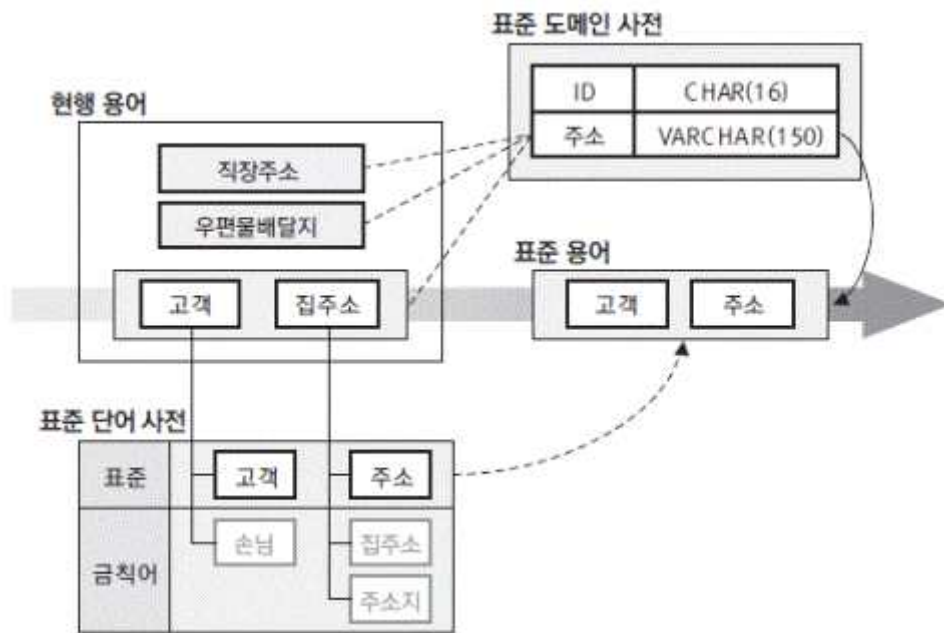 표준 도메인 사전
ID CHAR(16)
주소 VARCHAR(150)
현행 용어
직장주소
우편물배달지
고객 집주소
표준 용어
고객 주소
표준 단어 사전
표준 고객 주소
금칙어 손님 집주소
주소지